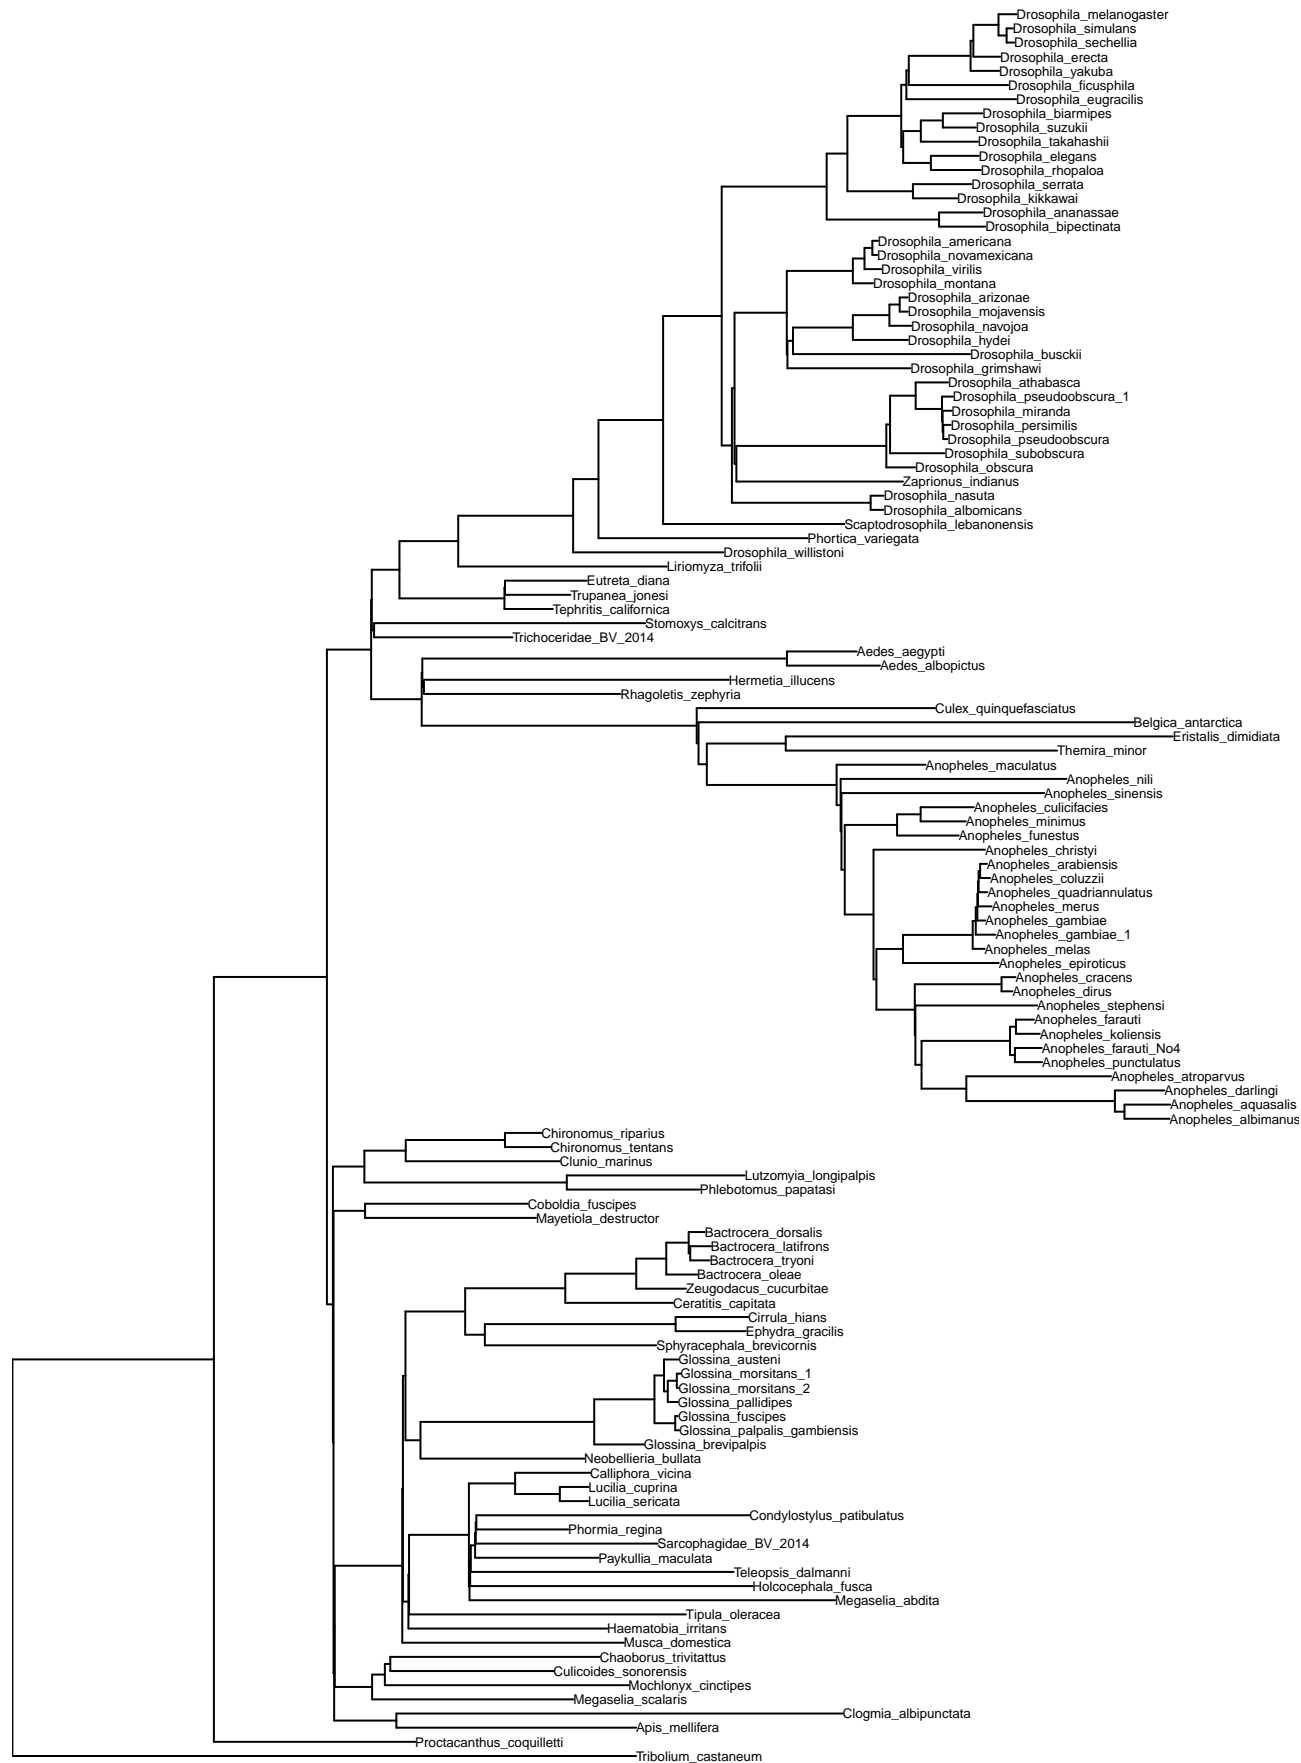 Drosophila_melanogaster
Drosophila_simulans
Drosophila_sechellia
Drosophila_erecta
Drosophila_yakuba
Drosophila_ficusphila
Drosophila_eugracilis
Drosophila_biarmipes
Drosophila_suzukii
Drosophila_takahashii
Drosophila_elegans
Drosophila_rhopaloa
Drosophila_serrata
Drosophila_kikkawai
Drosophila_ananassae
Drosophila_bipectinata
Drosophila_americana
Drosophila_novamexicana
Drosophila_virilis
Drosophila_montana
Drosophila_arizonae
Drosophila_mojavensis
Drosophila_navojoa
Drosophila_hydei
Drosophila_busckii
Drosophila_grimshawi
Drosophila_athabasca
Drosophila_pseudoobscura_1
Drosophila_miranda
Drosophila_persimilis
Drosophila_pseudoobscura
Drosophila_subobscura
Drosophila_obscura
Zaprionus_indianus
Drosophila_nasuta
Drosophila_albomicans
Scaptodrosophila_lebanonensis
Phortica_variegata
Drosophila_willistoni
Liriomyza_trifolii
Eutreta_diana
Trupanea_jonesi
Tephritis_californica
Stomoxys_calcitrans
Trichoceridae_BV_2014
Aedes_aegypti
Aedes_albopictus
Hermetia_illucens
Rhagoletis_zephyria
Culex_quinquefasciatus
Belgica_antarctica
Eristalis_dimidiata
Themira_minor
Anopheles_maculatus
Anopheles_nili
Anopheles_sinensis
Anopheles_culicifacies
Anopheles_minimus
Anopheles_funestus
Anopheles_christyi
Anopheles_arabiensis
Anopheles_coluzzii
Anopheles_quadriannulatus
Anopheles_merus
Anopheles_gambiae
Anopheles_gambiae_1
Anopheles_melas
Anopheles_epiroticus
Anopheles_cracens
Anopheles_dirus
Anopheles_stephensi
Anopheles_farauti
Anopheles_koliensis
Anopheles_farauti_No4
Anopheles_punctulatus
Anopheles_atroparvus
Anopheles_darlingi
Anopheles_aquasalis
Anopheles_albimanus
Chironomus_riparius
Chironomus_tentans
Clunio_marinus
Lutzomyia_longipalpis
Phlebotomus_papatasi
Coboldia_fuscipes
Mayetiola_destructor
Bactrocera_dorsalis
Bactrocera_latifrons
Bactrocera_tryoni
Bactrocera_oleae
Zeugodacus_cucurbitae
Ceratitis_capitata
Cirrula_hians
Ephydra_gracilis
Sphyracephala_brevicornis
Glossina_austeni
Glossina_morsitans_1
Glossina_morsitans_2
Glossina_pallidipes
Glossina_fuscipes
Glossina_palpalis_gambiensis
Glossina_brevipalpis
Neobellieria_bullata
Calliphora_vicina
Lucilia_cuprina
Lucilia_sericata
Condylostylus_patibulatus
Phormia_regina
Sarcophagidae_BV_2014
Paykullia_maculata
Teleopsis_dalmanni
Holcocephala_fusca
Megaselia_abdita
Tipula_oleracea
Haematobia_irritans
Musca_domestica
Chaoborus_trivitattus
Culicoides_sonorensis
Mochlonyx_cinctipes
Megaselia_scalaris
Clogmia_albipunctata
Apis_mellifera
Proctacanthus_coquilletti
Tribolium_castaneum